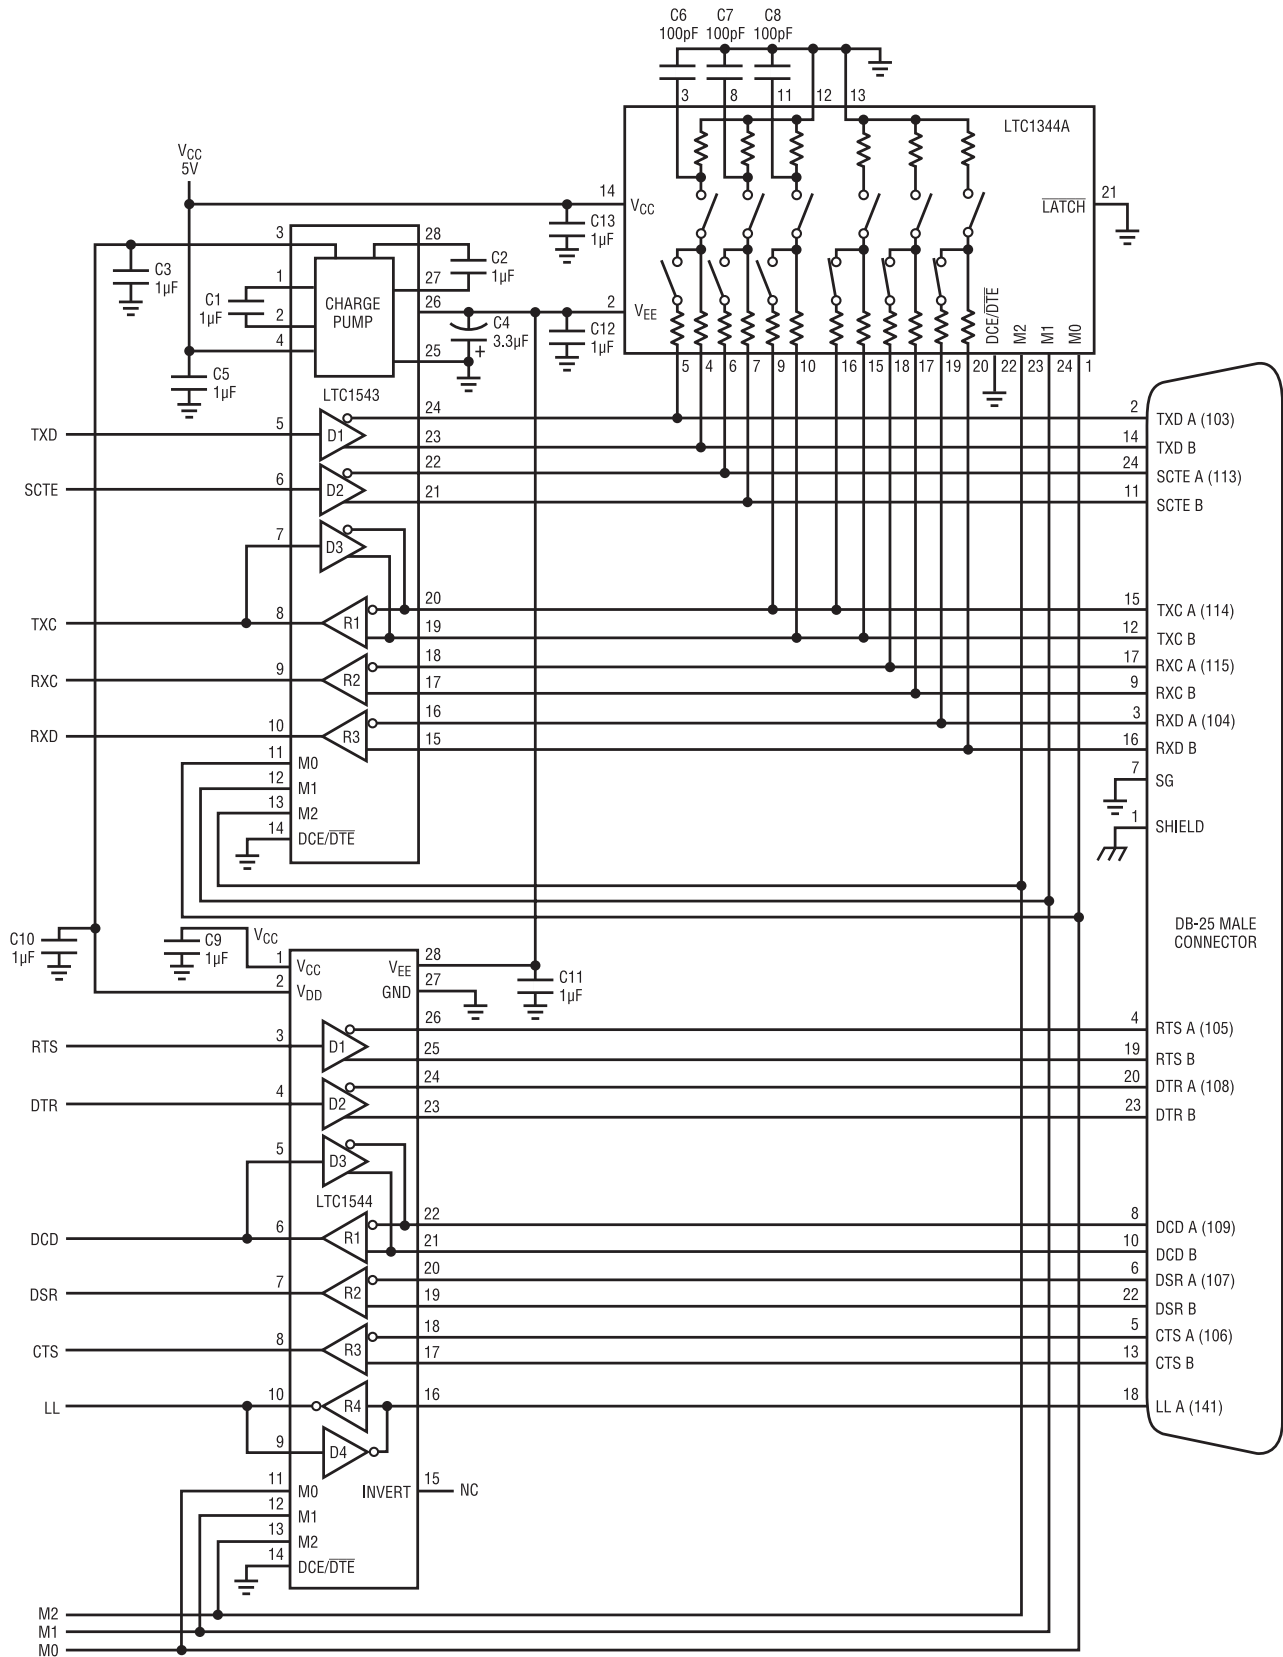 C6 C7 C8
100pF 100pF 100pF
3 8 11 12 13
LTC1344A
VCC
5V
14 VCC
LATCH 21
C13
1µF
3 28
C3
1µF
C2
1µF
1 27
C1
1µF
CHARGE
PUMP
26
2 VEE
2
C4
3.3µF
+
C12
1µF
DCE/DTE
M2
M1
M0
4 25
C5
1µF
LTC1543
5 4 6 7 9 10 16 15 18 17 19 20 22 23 24 1
TXD 5 D1 24 2 TXD A (103)
23 14 TXD B
SCTE 6 D2 22 24 SCTE A (113)
21 11 SCTE B
7 D3
TXC 8 R1 20 15 TXC A (114)
19 12 TXC B
RXC 9 R2 18 17 RXC A (115)
17 9 RXC B
RXD 10 R3 16 3 RXD A (104)
15 16 RXD B
11 M0
12 M1
13 M2
14 DCE/DTE
7 SG
1 SHIELD
DB-25 MALE
CONNECTOR
C10
1µF
C9
1µF
VCC
1 VCC VEE 28
2 VDD GND 27
C11
1µF
RTS 3 D1 26 4 RTS A (105)
25 19 RTS B
DTR 4 D2 24 20 DTR A (108)
23 23 DTR B
5 D3
LTC1544
DCD 6 R1 22 8 DCD A (109)
21 10 DCD B
DSR 7 R2 20 6 DSR A (107)
19 22 DSR B
CTS 8 R3 18 5 CTS A (106)
17 13 CTS B
LL 10 R4 16 18 LL A (141)
9 D4
11 M0 INVERT 15 NC
12 M1
13 M2
14 DCE/DTE
M2
M1
M0